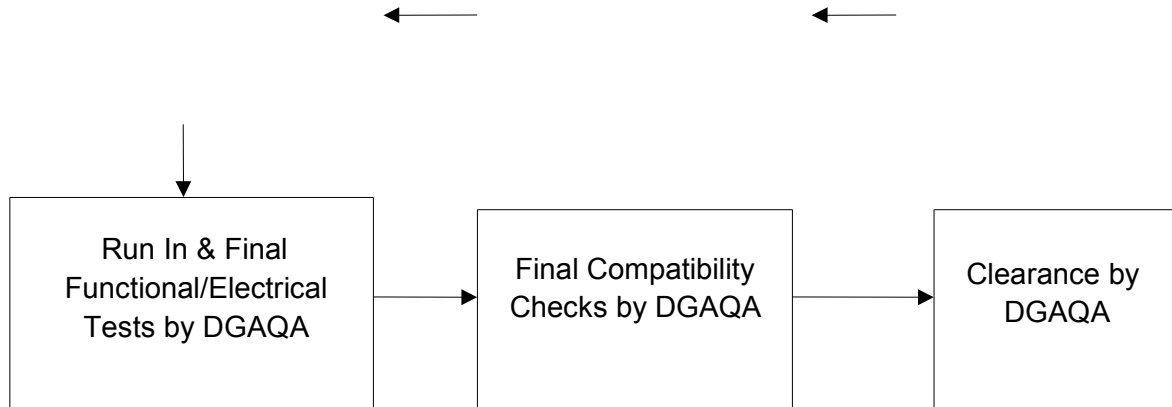 Run In & Final
Functional/Electrical
Tests by DGAQA
Final Compatibility
Checks by DGAQA
Clearance by
DGAQA